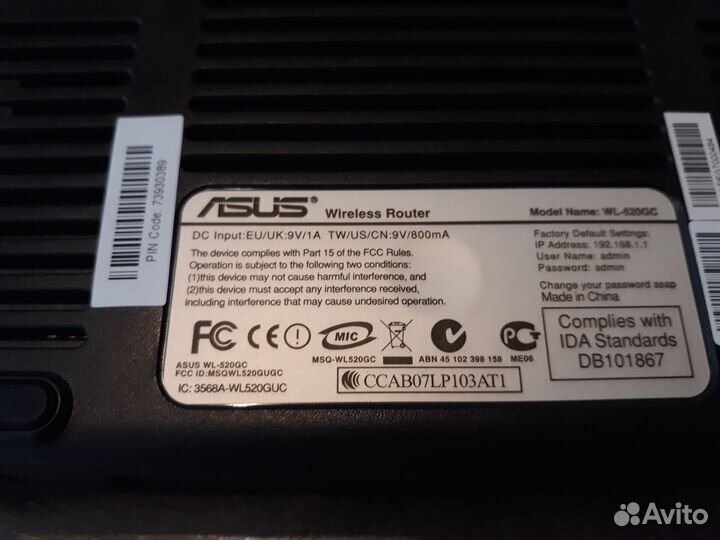 PIN Code: 73930389
ASUS® Wireless Router
Model Name: WL-520GC
DC Input:EU/UK:9V/1A TW/US/CN:9V/800mA
The device complies with Part 15 of the FCC Rules.
Operation is subject to the following two conditions:
(1)this device may not cause harmful interference, and
(2)this device must accept any interference received,
including interference that may cause undesired operation.
Factory Default Settings:
IP Address: 192.168.1.1
User Name: admin
Password: admin
Change your password asap
Made in China
FC CE MIC
PG
ASUS WL-520GC
FCC ID:MSQWL520GUGC
IC: 3568A-WL520GUC
MSQ-WL520GC
ABN 45 102 398 158
ME06
CCAB07LP103AT1
Complies with
IDA Standards
DB101867
Avito